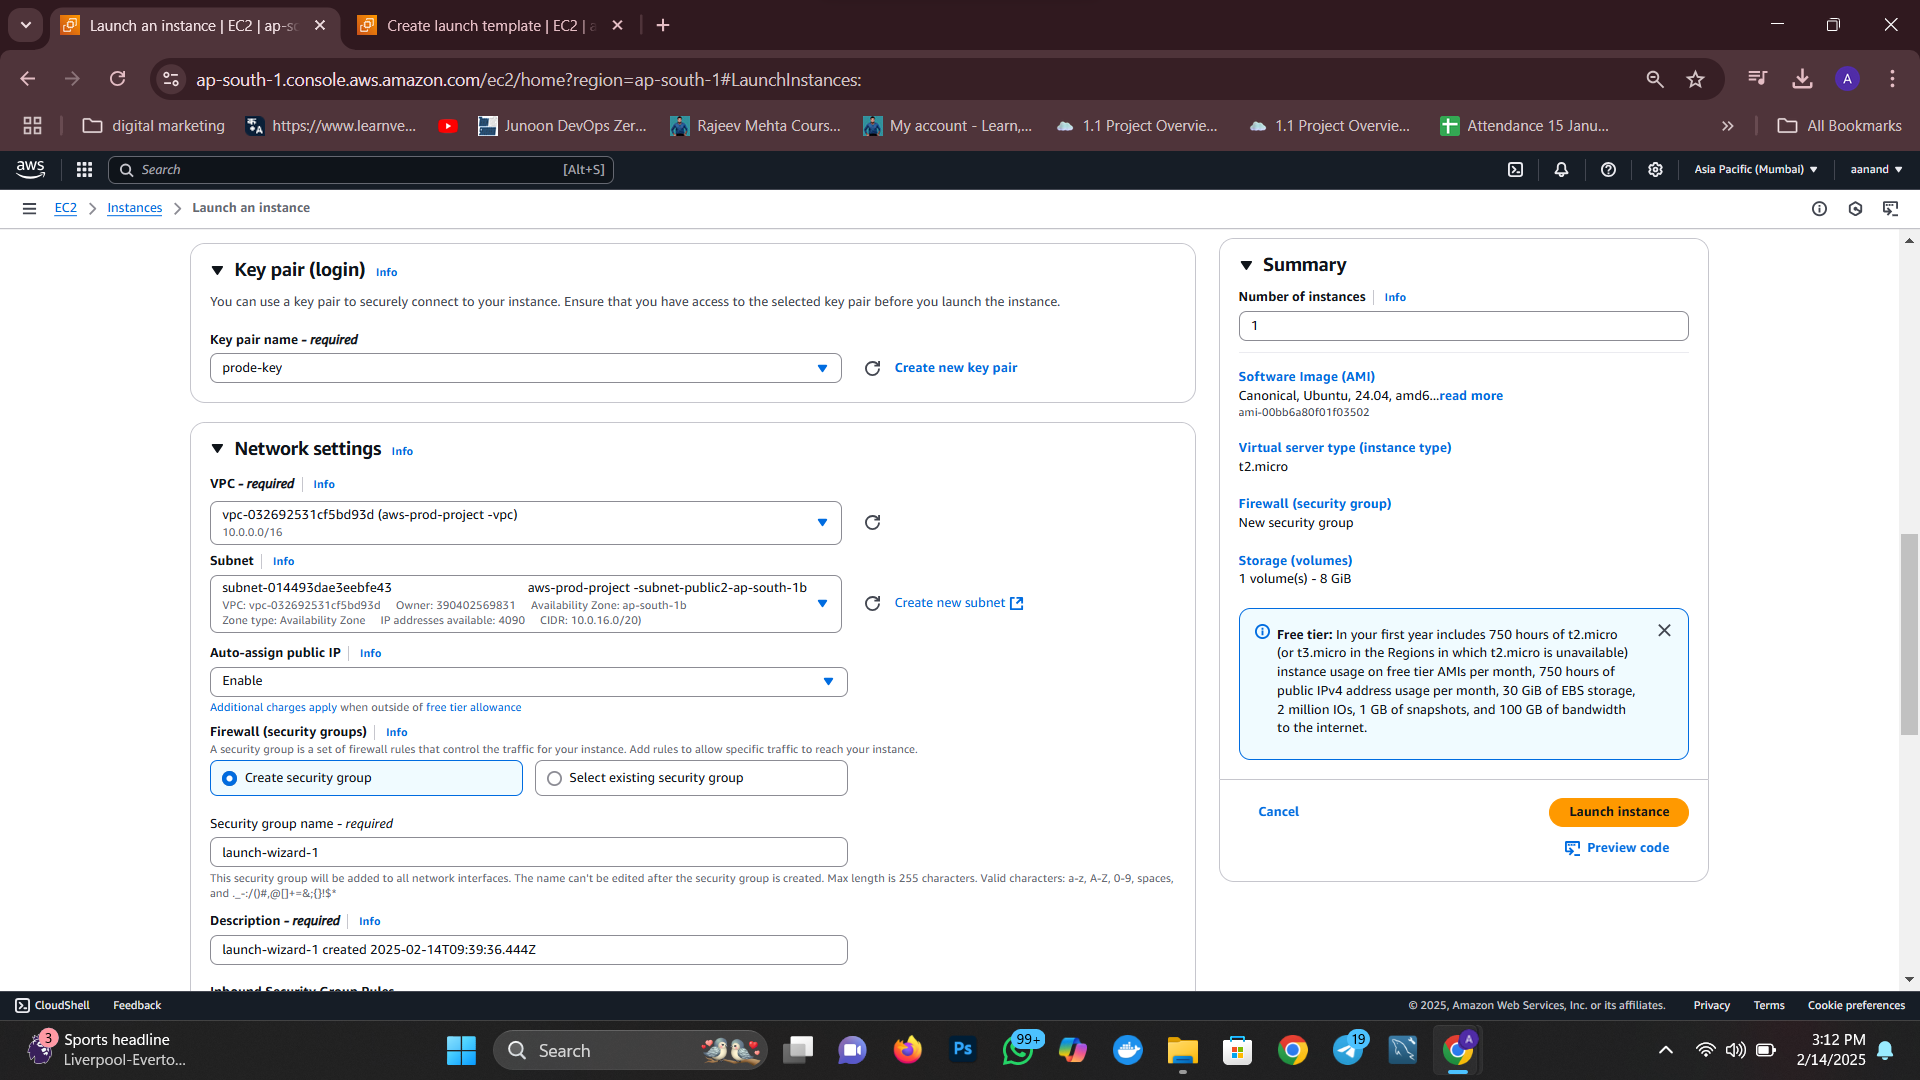 Launch an instance | EC2 | ap-so
Create launch template | EC2 | a
ap-south-1.console.aws.amazon.com/ec2/home?region=ap-south-1#LaunchInstances:
A
digital marketing
https://www.learnve...
Junoon DevOps Zer...
Rajeev Mehta Cours...
My account - Learn,...
1.1 Project Overvie...
1.1 Project Overvie...
Attendance 15 Janu...
All Bookmarks
aws
Search
[Alt+S]
Asia Pacific (Mumbai)
aanand
EC2
Instances
Launch an instance
Key pair (login)
Info
You can use a key pair to securely connect to your instance. Ensure that you have access to the selected key pair before you launch the instance.
Key pair name - required
prode-key
Create new key pair
Network settings
Info
VPC - required
Info
vpc-032692531cf5bd93d (aws-prod-project -vpc)
10.0.0.0/16
Subnet
Info
subnet-014493dae3eebfe43 aws-prod-project -subnet-public2-ap-south-1b
VPC: vpc-032692531cf5bd93d Owner: 390402569831 Availability Zone: ap-south-1b
Zone type: Availability Zone IP addresses available: 4090 CIDR: 10.0.16.0/20)
Create new subnet
Auto-assign public IP
Info
Enable
Additional charges apply when outside of free tier allowance
Firewall (security groups)
Info
A security group is a set of firewall rules that control the traffic for your instance. Add rules to allow specific traffic to reach your instance.
Create security group
Select existing security group
Security group name - required
launch-wizard-1
This security group will be added to all network interfaces. The name can't be edited after the security group is created. Max length is 255 characters. Valid characters: a-z, A-Z, 0-9, spaces,
and ._-:/()#,@[]+=&;{}!$*
Description - required
Info
launch-wizard-1 created 2025-02-14T09:39:36.444Z
Inbound Security Group Rules
Summary
Number of instances
Info
1
Software Image (AMI)
Canonical, Ubuntu, 24.04, amd6...read more
ami-00bb6a80f01f03502
Virtual server type (instance type)
t2.micro
Firewall (security group)
New security group
Storage (volumes)
1 volume(s) - 8 GiB
Free tier: In your first year includes 750 hours of t2.micro
(or t3.micro in the Regions in which t2.micro is unavailable)
instance usage on free tier AMIs per month, 750 hours of
public IPv4 address usage per month, 30 GiB of EBS storage,
2 million IOs, 1 GB of snapshots, and 100 GB of bandwidth
to the internet.
Cancel
Launch instance
Preview code
CloudShell
Feedback
© 2025, Amazon Web Services, Inc. or its affiliates.
Privacy
Terms
Cookie preferences
3
Sports headline
Liverpool-Everto...
Search
Ps
99+
19
A
3:12 PM
2/14/2025